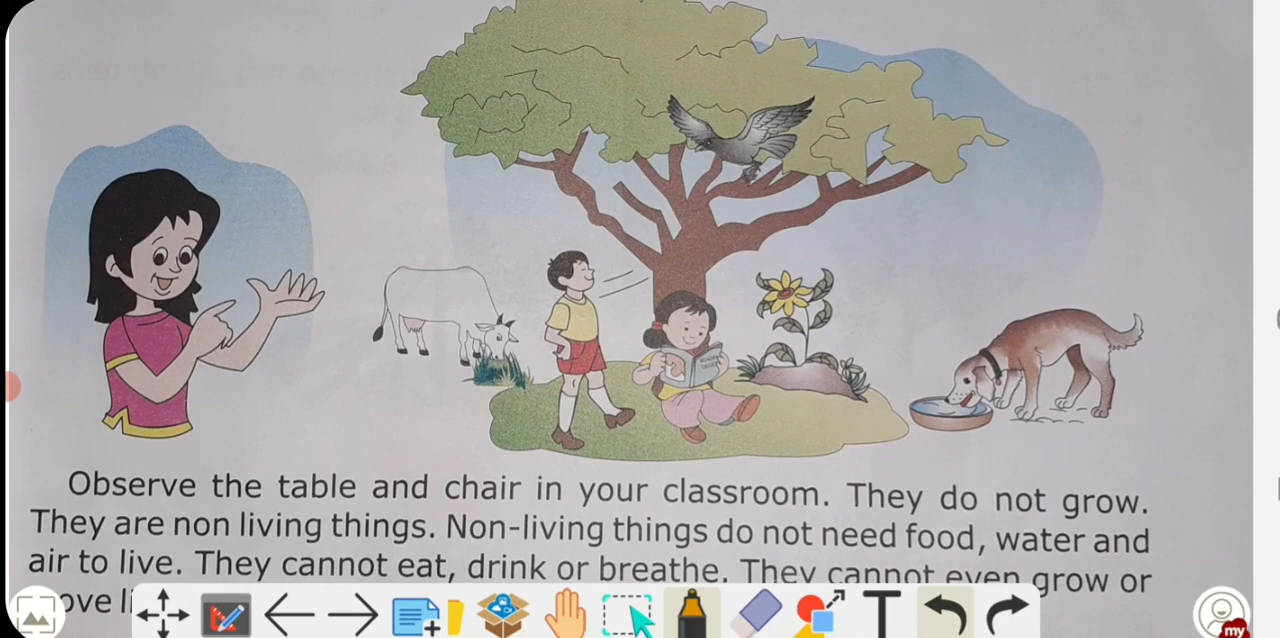 Observe the table and chair in your classroom. They do not grow.
They are non living things. Non-living things do not need food, water and
air to live. They cannot eat, drink or breathe. They cannot even grow or
T
my